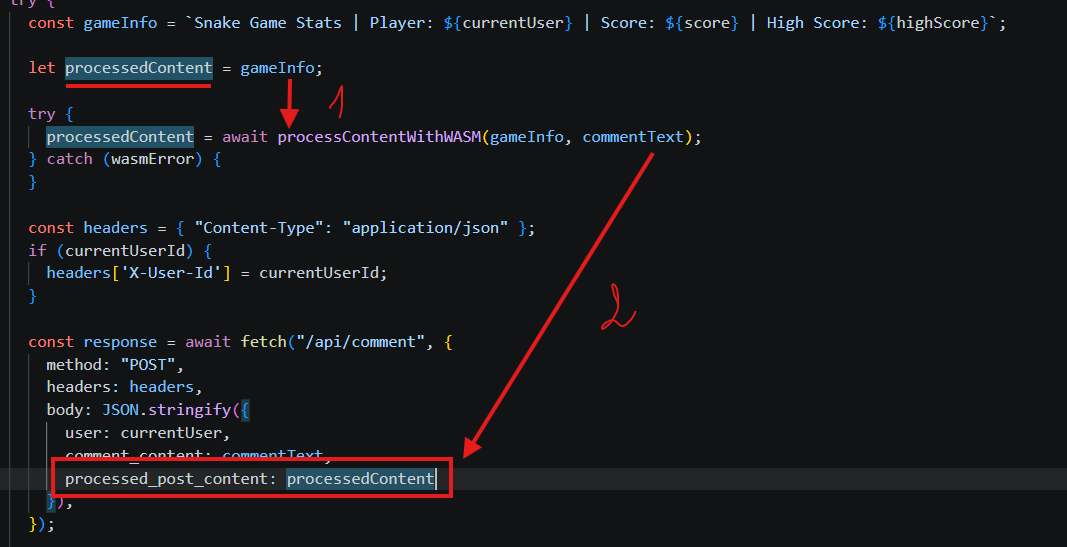 try {
const gameInfo = `Snake Game Stats | Player: ${currentUser} | Score: ${score} | High Score: ${highScore}`;
let processedContent = gameInfo;
1
try {
processedContent = await processContentWithWASM(gameInfo, commentText);
} catch (wasmError) {
}
const headers = { "Content-Type": "application/json" };
if (currentUserId) {
headers['X-User-Id'] = currentUserId;
}
2
const response = await fetch("/api/comment", {
method: "POST",
headers: headers,
body: JSON.stringify({
user: currentUser,
comment_content: commentText,
processed_post_content: processedContent
}),
});